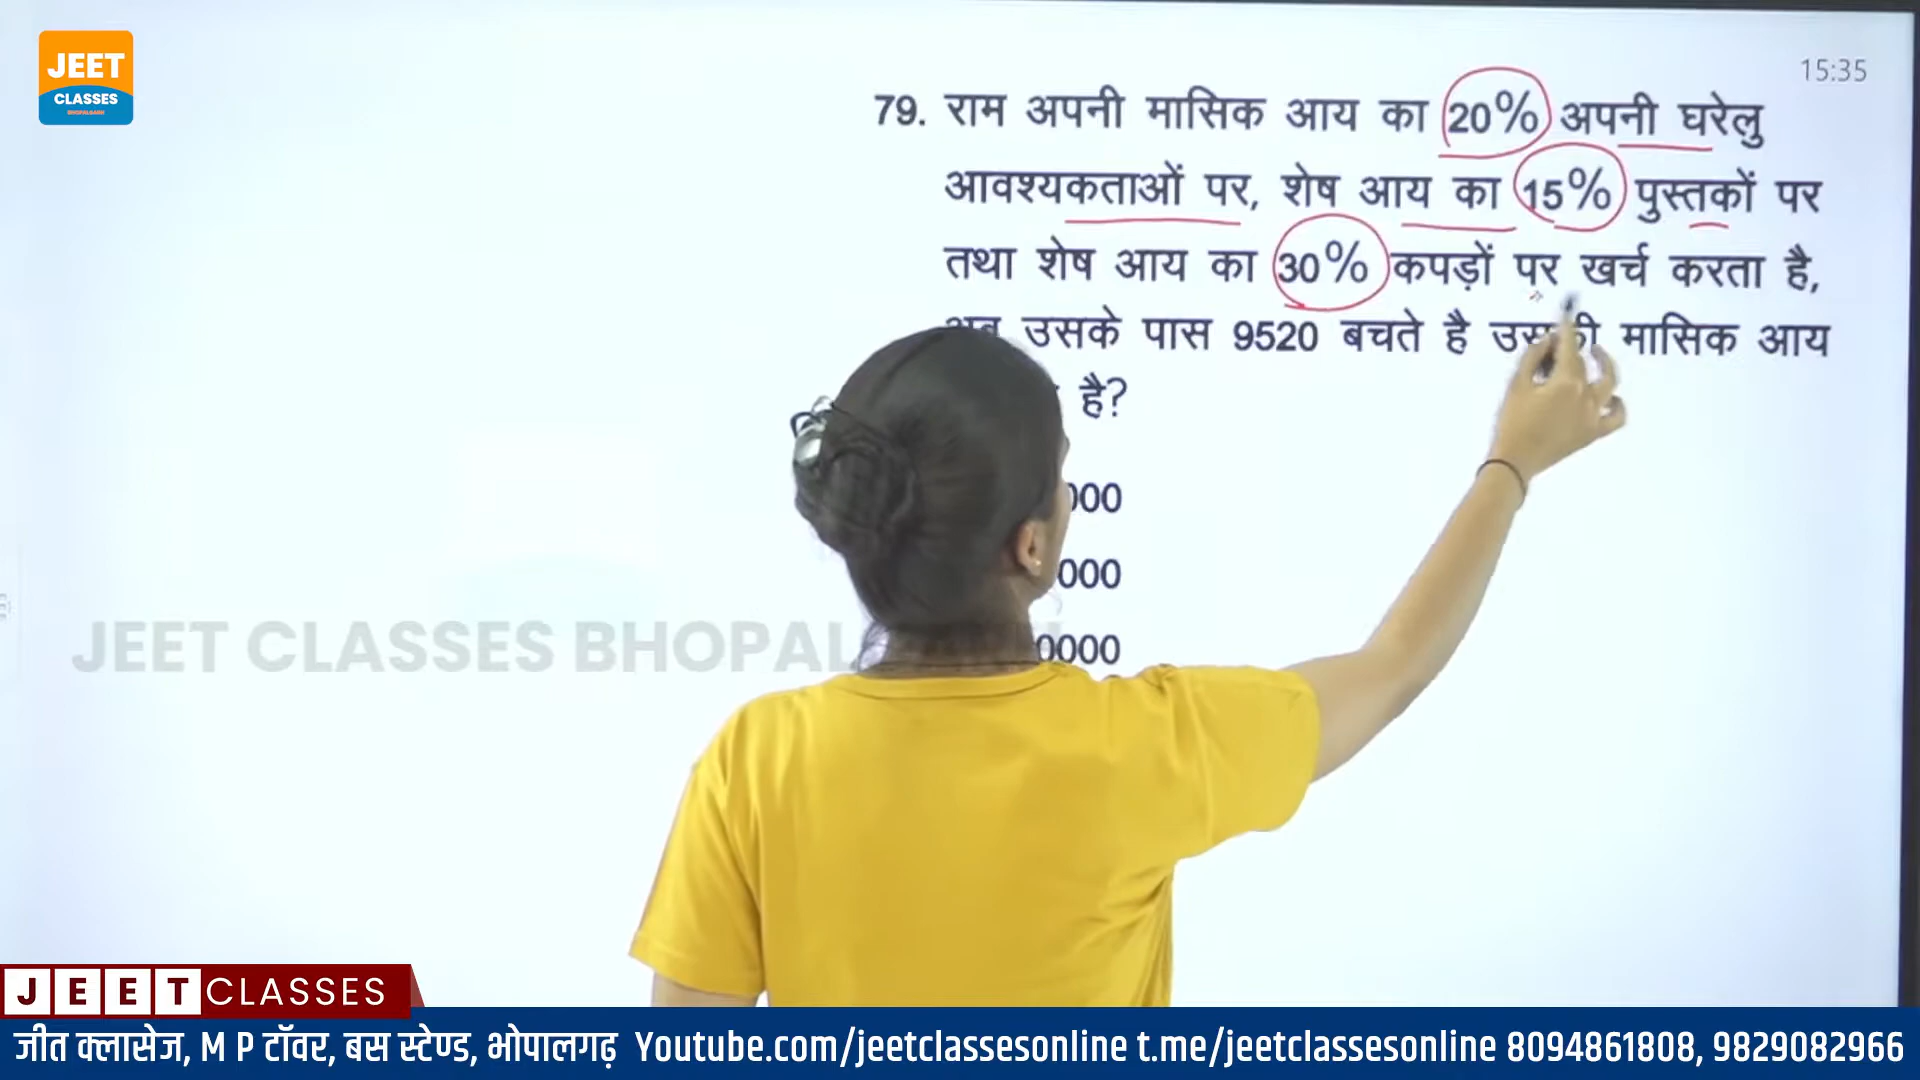 JEET
CLASSES
BHOPALGARH
15:35
79. राम अपनी मासिक आय का 20% अपनी घरेलु
आवश्यकताओं पर, शेष आय का 15% पुस्तकों पर
तथा शेष आय का 30% कपड़ों पर खर्च करता है,
उसके पास 9520 बचते है मासिक आय
है?
000
000
0000
JEET CLASSES BHOPAL
JEET CLASSES
जीत क्लासेज, M P टॉवर, बस स्टेण्ड, भोपालगढ़ Youtube.com/jeetclassesonline t.me/jeetclassesonline 8094861808, 9829082966